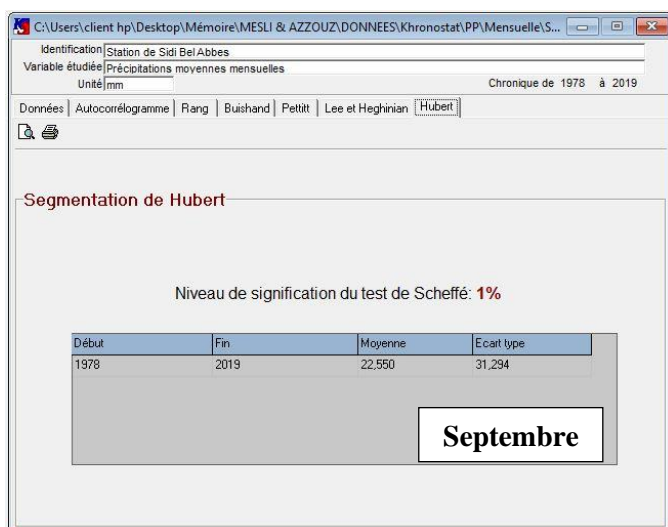 C:\Users\client hp\Desktop\Mémoire\MESLI & AZZOUZ\DONNEES\Khronostat\PP\Mensuelle\S...
Identification Station de Sidi Bel Abbes
Variable étudiée Précipitations moyennes mensuelles
Unité mm Chronique de 1978 à 2019
Données Autocorrélogramme Rang Buishand Pettitt Lee et Heghinian Hubert
Segmentation de Hubert
Niveau de signification du test de Scheffé: 1%
Début Fin Moyenne Ecart type
1978 2019 22,550 31,294
Septembre